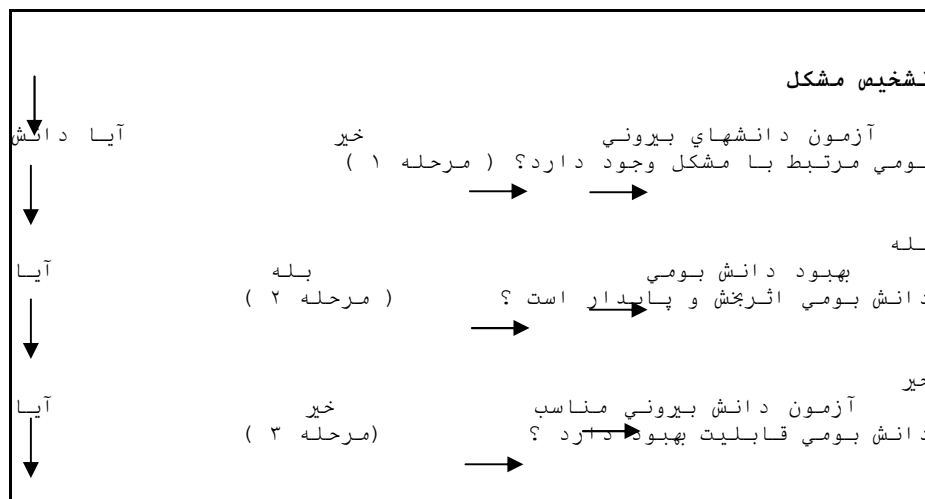 تشخيص مشكل
آزمون دانشهاي بيروني خير آيا دانش
بومي مرتبط با مشكل وجود دارد؟ ( مرحله ۱ )
بله
بهبود دانش بومي بله آيا
دانش بومي اثربخش و پايدار است ؟ ( مرحله ۲ )
خير
آزمون دانش بيروني مناسب خير آيا
دانش بومي قابليت بهبود دارد ؟ (مرحله ۳ )